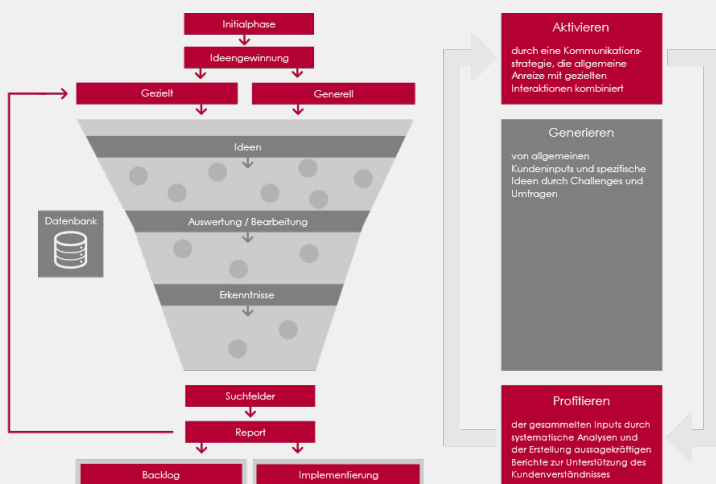 Initialphase
Ideengewinnung
Gezielt
Generell
Ideen
Datenbank
Auswertung / Bearbeitung
Erkenntnisse
Suchfelder
Report
Backlog
Implementierung
Aktivieren
durch eine Kommunikations-
strategie, die allgemeine
Anreize mit gezielten
Interaktionen kombiniert
Generieren
von allgemeinen
Kundeninputs und spezifische
Ideen durch Challenges und
Umfragen
Profitieren
der gesammelten Inputs durch
systematische Analysen und
der Erstellung aussagekräftigen
Berichte zur Unterstützung des
Kundenverständnisses